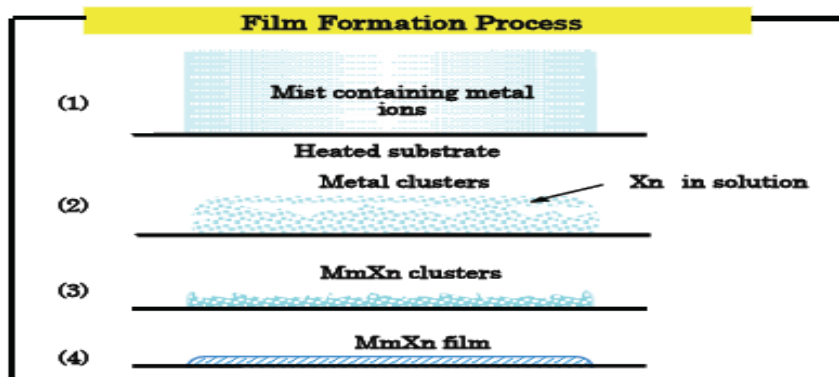 Film Formation Process
(1)
Mist containing metal
ions
Heated substrate
Metal clusters
(2)
Xn in solution
MmXn clusters
(3)
MmXn film
(4)